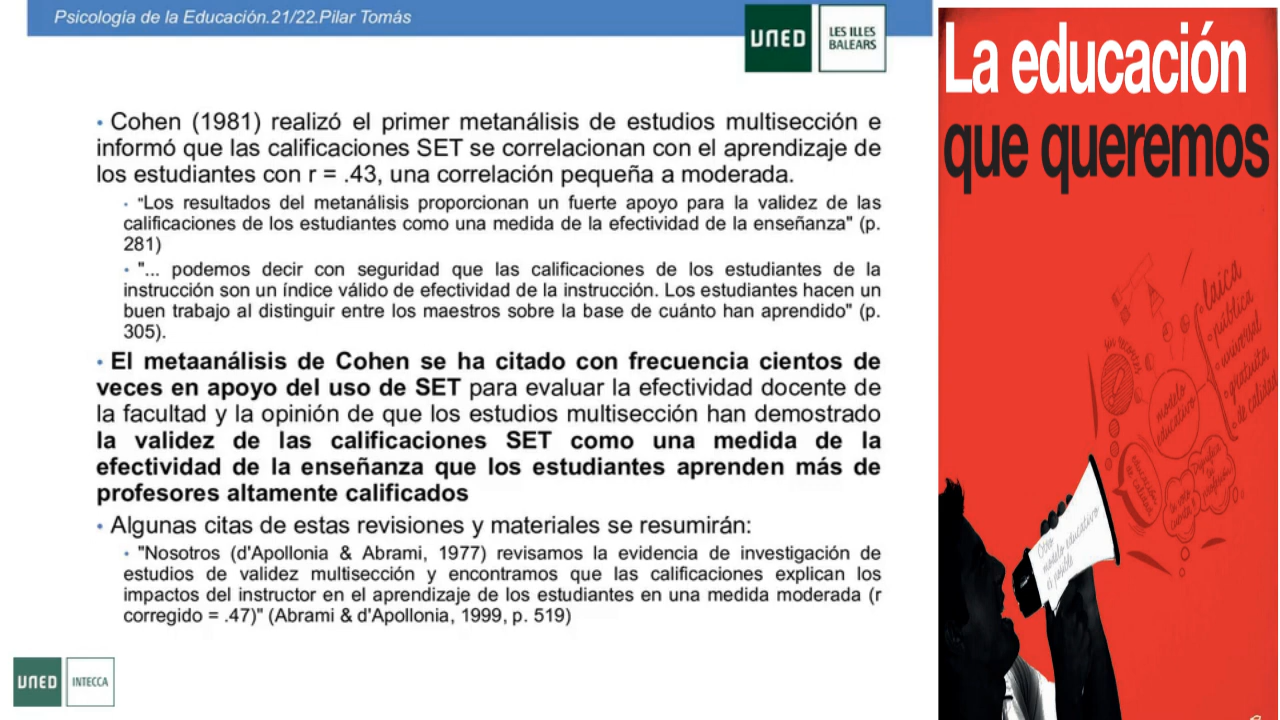 Psicología de la Educación.21/22.Pilar Tomás
UNED
LES ILLES
BALEARS
• Cohen (1981) realizó el primer metanálisis de estudios multisección e
informó que las calificaciones SET se correlacionan con el aprendizaje de
los estudiantes con r = .43, una correlación pequeña a moderada.
• "Los resultados del metanálisis proporcionan un fuerte apoyo para la validez de las
calificaciones de los estudiantes como una medida de la efectividad de la enseñanza" (p.
281)
• "... podemos decir con seguridad que las calificaciones de los estudiantes de la
instrucción son un índice válido de efectividad de la instrucción. Los estudiantes hacen un
buen trabajo al distinguir entre los maestros sobre la base de cuánto han aprendido" (p.
305).
• El metaanálisis de Cohen se ha citado con frecuencia cientos de
veces en apoyo del uso de SET para evaluar la efectividad docente de
la facultad y la opinión de que los estudios multisección han demostrado
la validez de las calificaciones SET como una medida de la
efectividad de la enseñanza que los estudiantes aprenden más de
profesores altamente calificados
• Algunas citas de estas revisiones y materiales se resumirán:
• "Nosotros (d'Apollonia & Abrami, 1977) revisamos la evidencia de investigación de
estudios de validez multisección y encontramos que las calificaciones explican los
impactos del instructor en el aprendizaje de los estudiantes en una medida moderada (r
corregido = .47)" (Abrami & d'Apollonia, 1999, p. 519)
UNED
INTECCA
La educación
que queremos
laica
pública
universal
gratuita
de calidad
sin recortes
modelo
educativo
Otro
modelo educativo
es posible